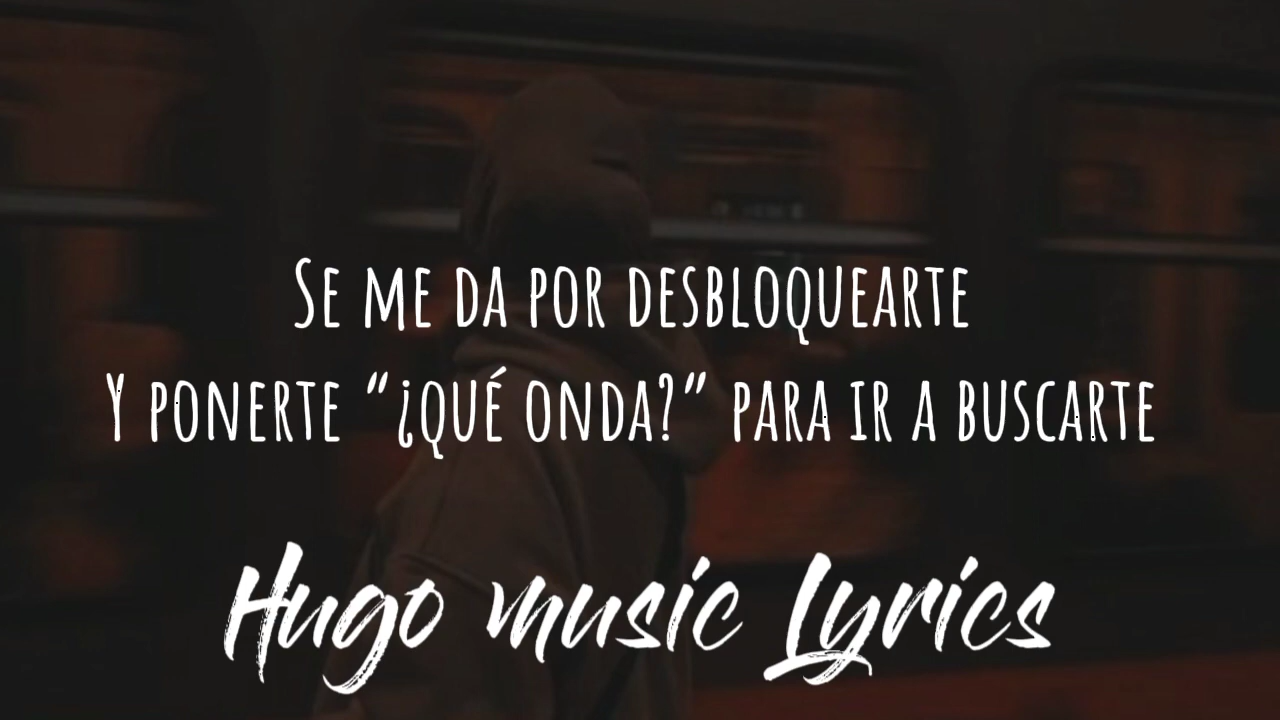 Se me da por desbloquearte
Y ponerte “¿qué onda?” para ir a buscarte
Hugo music Lyrics